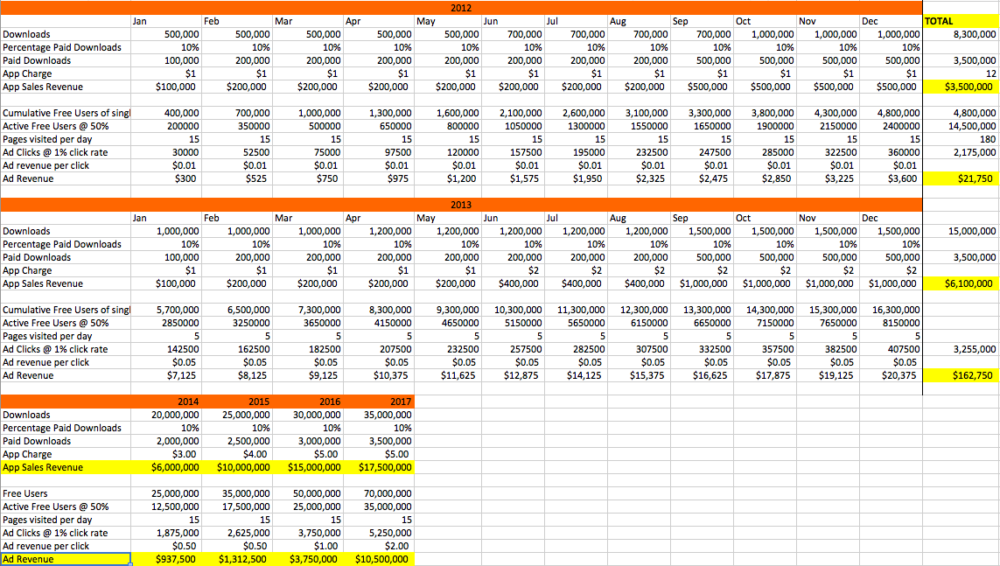 2012
Jan Feb Mar Apr May Jun Jul Aug Sep Oct Nov Dec TOTAL
Downloads 500,000 500,000 500,000 500,000 500,000 700,000 700,000 700,000 700,000 1,000,000 1,000,000 1,000,000 8,300,000
Percentage Paid Downloads 10% 10% 10% 10% 10% 10% 10% 10% 10% 10% 10% 10%
Paid Downloads 100,000 200,000 200,000 200,000 200,000 200,000 200,000 200,000 500,000 500,000 500,000 500,000 3,500,000
App Charge $1 $1 $1 $1 $1 $1 $1 $1 $1 $1 $1 $1 12
App Sales Revenue $100,000 $200,000 $200,000 $200,000 $200,000 $200,000 $200,000 $200,000 $500,000 $500,000 $500,000 $500,000 $3,500,000
Cumulative Free Users of singl 400,000 700,000 1,000,000 1,300,000 1,600,000 2,100,000 2,600,000 3,100,000 3,300,000 3,800,000 4,300,000 4,800,000 4,800,000
Active Free Users @ 50% 200000 350000 500000 650000 800000 1050000 1300000 1550000 1650000 1900000 2150000 2400000 14,500,000
Pages visited per day 15 15 15 15 15 15 15 15 15 15 15 15 180
Ad Clicks @ 1% click rate 30000 52500 75000 97500 120000 157500 195000 232500 247500 285000 322500 360000 2,175,000
Ad revenue per click $0.01 $0.01 $0.01 $0.01 $0.01 $0.01 $0.01 $0.01 $0.01 $0.01 $0.01 $0.01
Ad Revenue $300 $525 $750 $975 $1,200 $1,575 $1,950 $2,325 $2,475 $2,850 $3,225 $3,600 $21,750
2013
Jan Feb Mar Apr May Jun Jul Aug Sep Oct Nov Dec
Downloads 1,000,000 1,000,000 1,000,000 1,200,000 1,200,000 1,200,000 1,200,000 1,200,000 1,500,000 1,500,000 1,500,000 1,500,000 15,000,000
Percentage Paid Downloads 10% 10% 10% 10% 10% 10% 10% 10% 10% 10% 10% 10%
Paid Downloads 100,000 200,000 200,000 200,000 200,000 200,000 200,000 200,000 500,000 500,000 500,000 500,000 3,500,000
App Charge $1 $1 $1 $1 $1 $2 $2 $2 $2 $2 $2 $2
App Sales Revenue $100,000 $200,000 $200,000 $200,000 $200,000 $400,000 $400,000 $400,000 $1,000,000 $1,000,000 $1,000,000 $1,000,000 $6,100,000
Cumulative Free Users of singl 5,700,000 6,500,000 7,300,000 8,300,000 9,300,000 10,300,000 11,300,000 12,300,000 13,300,000 14,300,000 15,300,000 16,300,000
Active Free Users @ 50% 2850000 3250000 3650000 4150000 4650000 5150000 5650000 6150000 6650000 7150000 7650000 8150000
Pages visited per day 5 5 5 5 5 5 5 5 5 5 5 5
Ad Clicks @ 1% click rate 142500 162500 182500 207500 232500 257500 282500 307500 332500 357500 382500 407500 3,255,000
Ad revenue per click $0.05 $0.05 $0.05 $0.05 $0.05 $0.05 $0.05 $0.05 $0.05 $0.05 $0.05 $0.05
Ad Revenue $7,125 $8,125 $9,125 $10,375 $11,625 $12,875 $14,125 $15,375 $16,625 $17,875 $19,125 $20,375 $162,750
2014 2015 2016 2017
Downloads 20,000,000 25,000,000 30,000,000 35,000,000
Percentage Paid Downloads 10% 10% 10% 10%
Paid Downloads 2,000,000 2,500,000 3,000,000 3,500,000
App Charge $3.00 $4.00 $5.00 $5.00
App Sales Revenue $6,000,000 $10,000,000 $15,000,000 $17,500,000
Free Users 25,000,000 35,000,000 50,000,000 70,000,000
Active Free Users @ 50% 12,500,000 17,500,000 25,000,000 35,000,000
Pages visited per day 15 15 15 15
Ad Clicks @ 1% click rate 1,875,000 2,625,000 3,750,000 5,250,000
Ad revenue per click $0.50 $0.50 $1.00 $2.00
Ad Revenue $937,500 $1,312,500 $3,750,000 $10,500,000